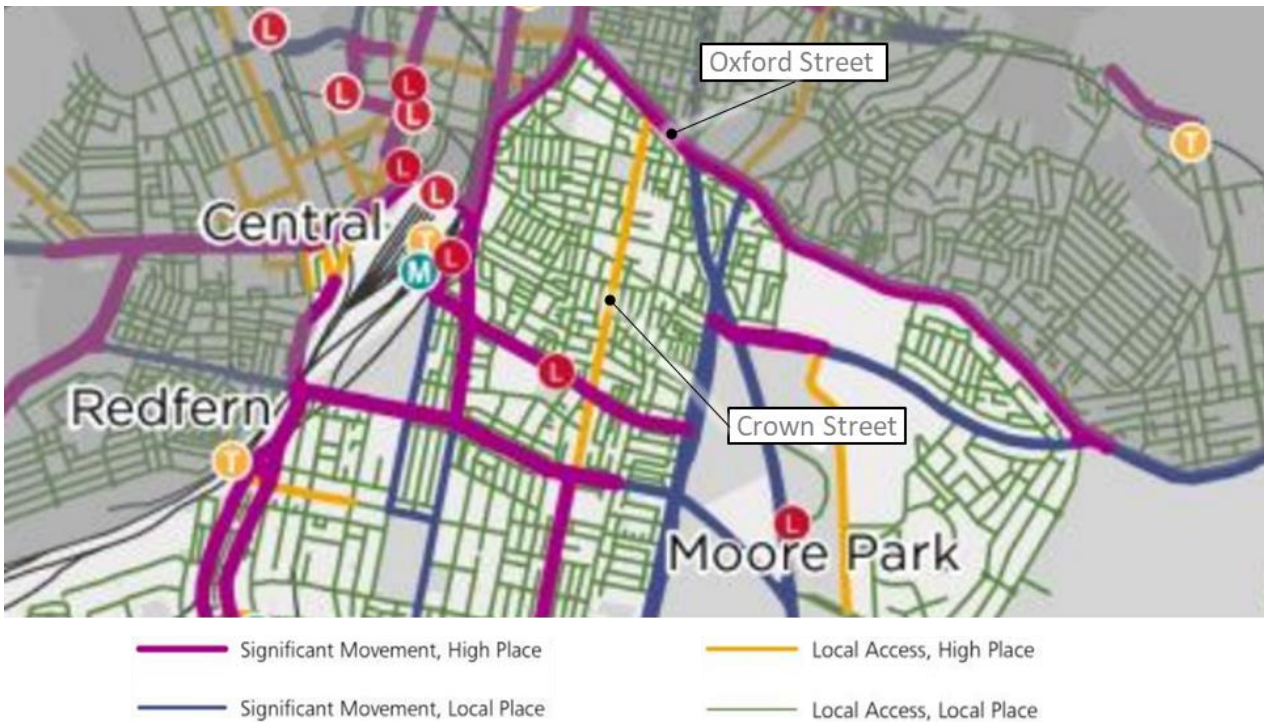 L
Oxford Street
L
L
L
T
L
L
Central
T
L
M
L
Redfern
Crown Street
T
L
Moore Park
Significant Movement, High Place
Local Access, High Place
Significant Movement, Local Place
Local Access, Local Place